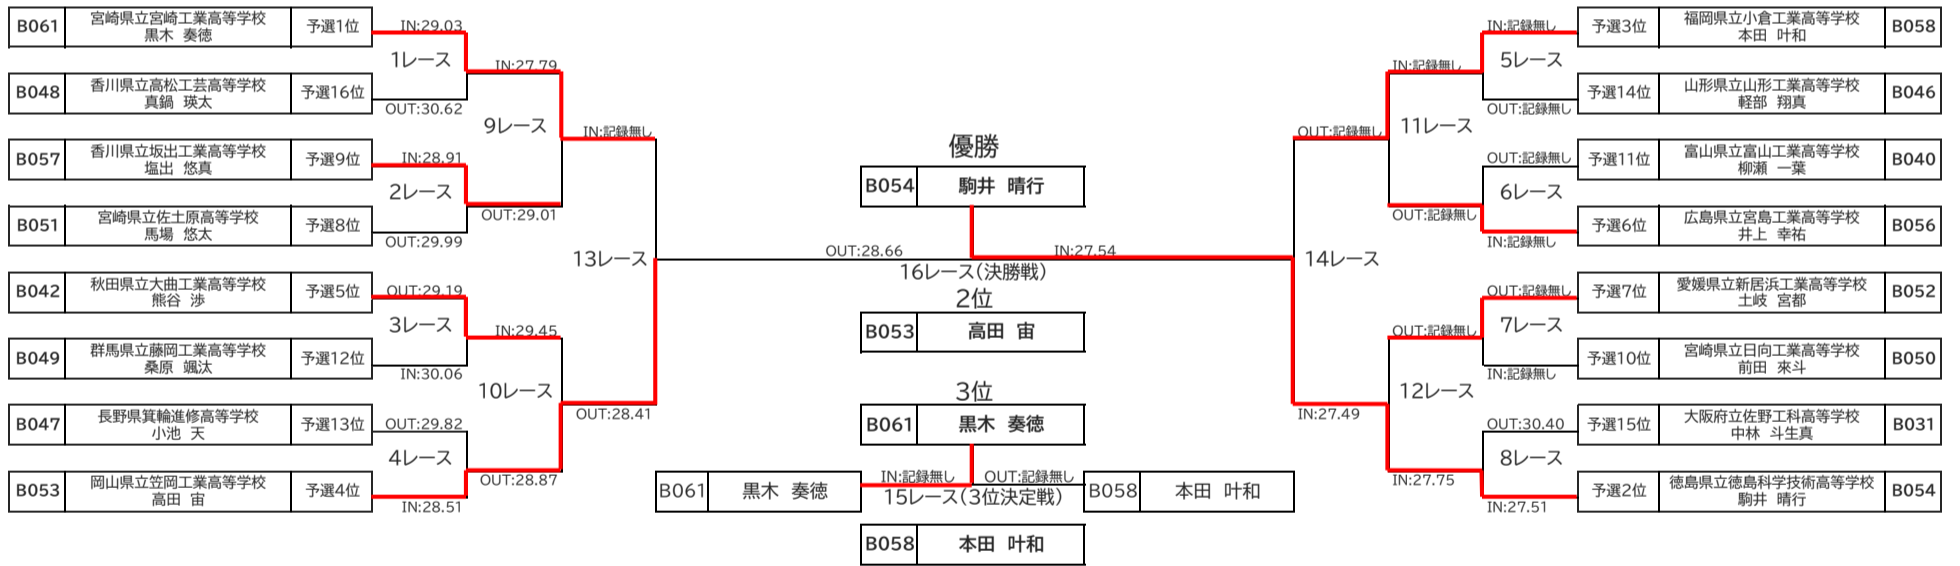 B061 宮崎県立宮崎工業高等学校 予選1位
黒木 奏徳
IN:29.03
1レース
B048 香川県立高松工芸高等学校 予選16位
真鍋 瑛太
OUT:30.62
IN:27.79
9レース
B057 香川県立坂出工業高等学校 予選9位
塩出 悠真
IN:28.91
2レース
B051 宮崎県立佐土原高等学校 予選8位
馬場 悠太
OUT:29.99
OUT:29.01
IN:記録無し
13レース
B042 秋田県立大曲工業高等学校 予選5位
熊谷 渉
OUT:29.19
3レース
B049 群馬県立藤岡工業高等学校 予選12位
桑原 颯汰
IN:30.06
IN:29.45
10レース
B047 長野県箕輪進修高等学校 予選13位
小池 天
OUT:29.82
4レース
B053 岡山県立笠岡工業高等学校 予選4位
高田 宙
IN:28.51
OUT:28.87
OUT:28.41
優勝
B054 駒井 晴行
OUT:28.66
IN:27.54
16レース(決勝戦)
2位
B053 高田 宙
3位
B061 黒木 奏徳
IN:記録無し
OUT:記録無し
B061 黒木 奏徳
15レース(3位決定戦)
B058 本田 叶和
B058 本田 叶和
IN:記録無し
予選3位 福岡県立小倉工業高等学校 B058
本田 叶和
5レース
IN:記録無し
OUT:記録無し
予選14位 山形県立山形工業高等学校 B046
軽部 翔真
OUT:記録無し
11レース
OUT:記録無し
予選11位 富山県立富山工業高等学校 B040
柳瀬 一葉
6レース
OUT:記録無し
IN:記録無し
予選6位 広島県立宮島工業高等学校 B056
井上 幸祐
14レース
OUT:記録無し
予選7位 愛媛県立新居浜工業高等学校 B052
土岐 宮都
7レース
OUT:記録無し
IN:記録無し
予選10位 宮崎県立日向工業高等学校 B050
前田 來斗
12レース
IN:27.49
OUT:30.40
予選15位 大阪府立佐野工科高等学校 B031
中林 斗生真
8レース
IN:27.75
IN:27.51
予選2位 徳島県立徳島科学技術高等学校 B054
駒井 晴行